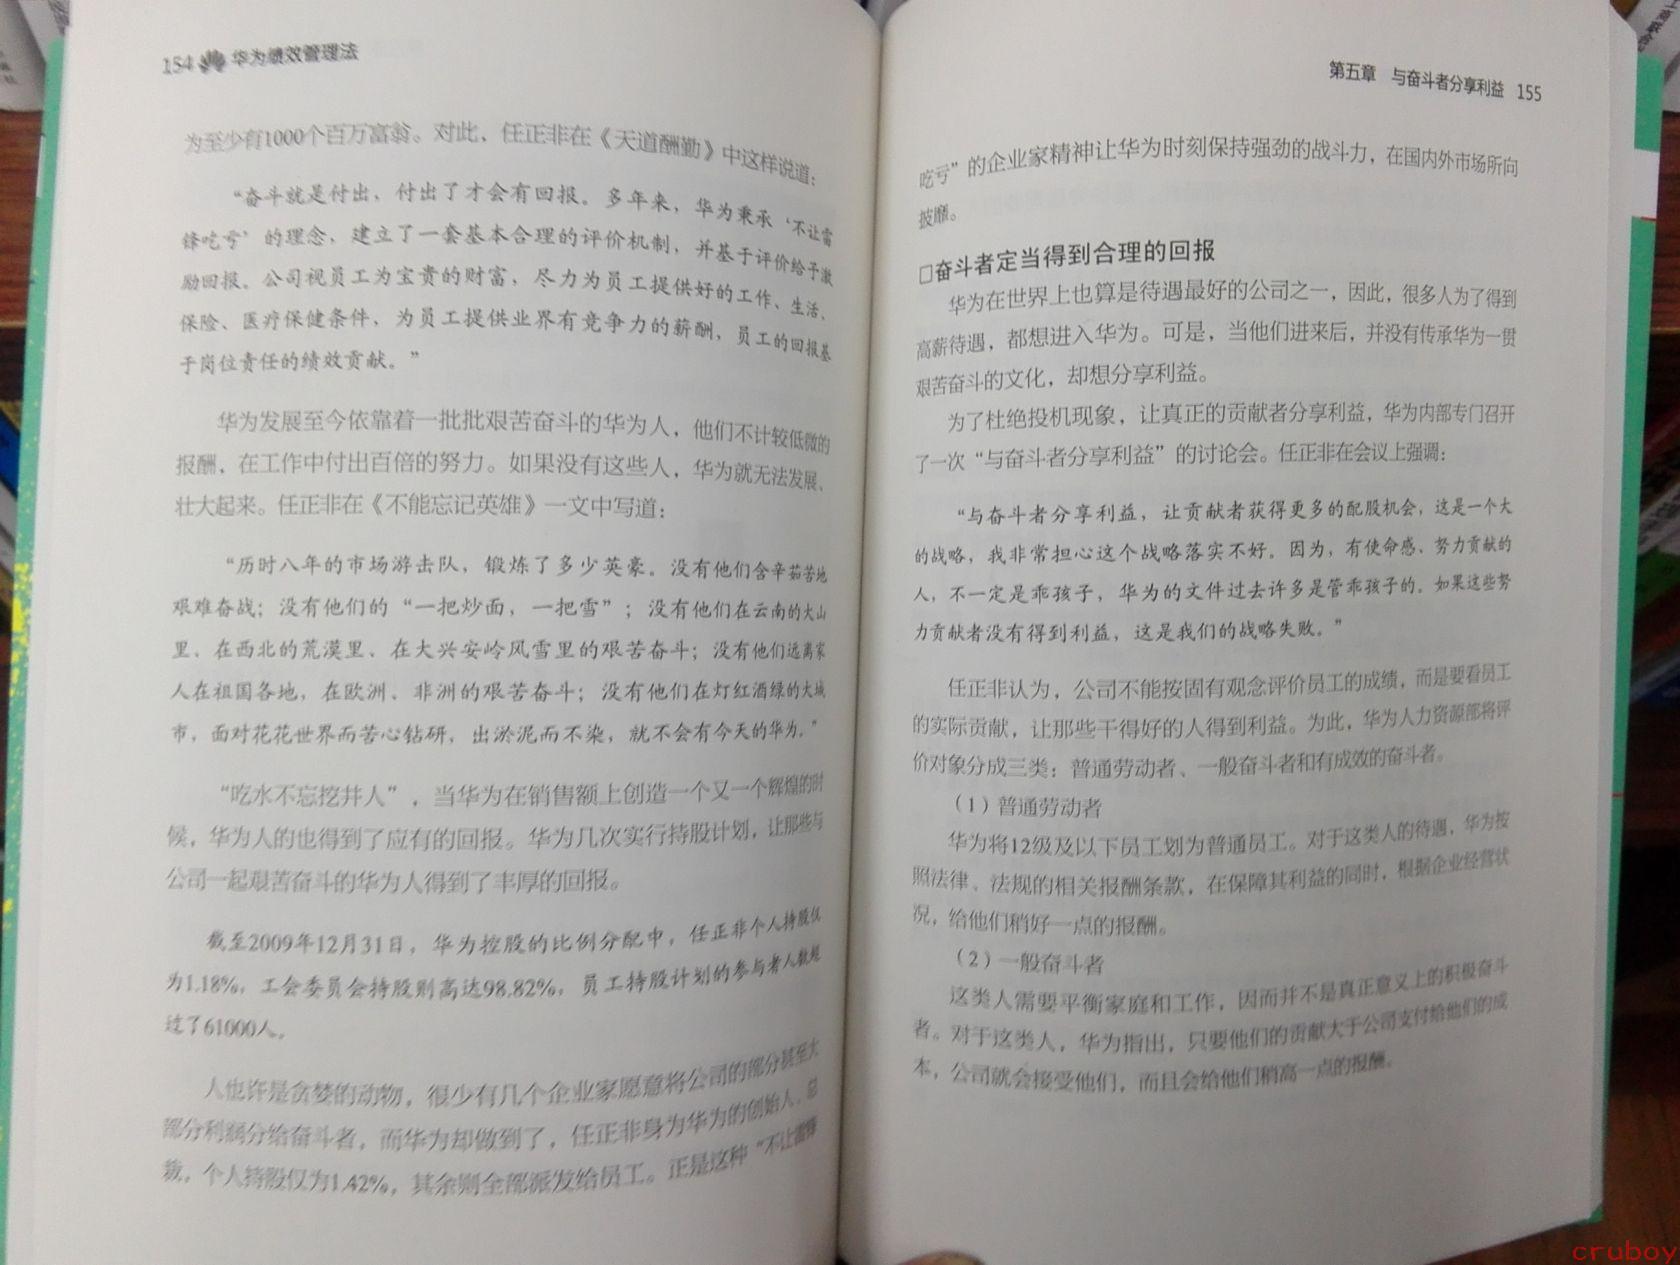 154 华为绩效管理法
为至少有1000个百万富翁。对此，任正非在《天道酬勤》中这样说道：
“奋斗就是付出，付出了才会有回报。多年来，华为秉承‘不让雷
锋吃亏’的理念，建立了一套基本合理的评价机制，并基于评价给予激
励回报。公司视员工为宝贵的财富，尽力为员工提供好的工作、生活、
保险、医疗保健条件，为员工提供业界有竞争力的薪酬，员工的回报基
于岗位责任的绩效贡献。”
华为发展至今依靠着一批批艰苦奋斗的华为人，他们不计较低微的
报酬，在工作中付出百倍的努力。如果没有这些人，华为就无法发展、
壮大起来。任正非在《不能忘记英雄》一文中写道：
“历时八年的市场游击队，锻炼了多少英豪。没有他们含辛茹苦地
艰难奋战；没有他们的“一把炒面，一把雪”；没有他们在云南的大山
里、在西北的荒漠里、在大兴安岭风雪里的艰苦奋斗；没有他们远离家
人在祖国各地，在欧洲、非洲的艰苦奋斗；没有他们在灯红酒绿的大城
市，面对花花世界而苦心钻研，出淤泥而不染，就不会有今天的华为。”
“吃水不忘挖井人”，当华为在销售额上创造一个又一个辉煌的时
候，华为人的也得到了应有的回报。华为几次实行持股计划，让那些与
公司一起艰苦奋斗的华为人得到了丰厚的回报。
截至2009年12月31日，华为控股的比例分配中，任正非个人持股仅
为1.18%，工会委员会持股则高达98.82%，员工持股计划的参与者人数超
过了61000人。
人也许是贪婪的动物，很少有几个企业家愿意将公司的部分甚至大
部分利润分给奋斗者，而华为却做到了，任正非身为华为的创始人、总
裁，个人持股仅为1.42%，其余则全部派发给员工。正是这种“不让雷锋
第五章 与奋斗者分享利益 155
吃亏”的企业家精神让华为时刻保持强劲的战斗力，在国内外市场所向
披靡。
□奋斗者定当得到合理的回报
华为在世界上也算是待遇最好的公司之一，因此，很多人为了得到
高薪待遇，都想进入华为。可是，当他们进来后，并没有传承华为一贯
艰苦奋斗的文化，却想分享利益。
为了杜绝投机现象，让真正的贡献者分享利益，华为内部专门召开
了一次“与奋斗者分享利益”的讨论会。任正非在会议上强调：
“与奋斗者分享利益，让贡献者获得更多的配股机会，这是一个大
的战略，我非常担心这个战略落实不好。因为，有使命感、努力贡献的
人，不一定是乖孩子，华为的文件过去许多是管乖孩子的。如果这些努
力贡献者没有得到利益，这是我们的战略失败。”
任正非认为，公司不能按固有观念评价员工的成绩，而是要看员工
的实际贡献，让那些干得好的人得到利益。为此，华为人力资源部将评
价对象分成三类：普通劳动者、一般奋斗者和有成效的奋斗者。
（1）普通劳动者
华为将12级及以下员工划为普通员工。对于这类人的待遇，华为按
照法律、法规的相关报酬条款，在保障其利益的同时，根据企业经营状
况，给他们稍好一点的报酬。
（2）一般奋斗者
这类人需要平衡家庭和工作，因而并不是真正意义上的积极奋斗
者。对于这类人，华为指出，只要他们的贡献大于公司支付给他们的成
本，公司就会接受他们，而且会给他们稍高一点的报酬。
cruboy